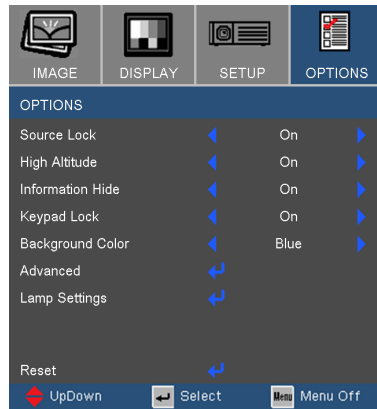 IMAGE DISPLAY SETUP OPTIONS
OPTIONS
Source Lock On
High Altitude On
Information Hide On
Keypad Lock On
Background Color Blue
Advanced
Lamp Settings
Reset
UpDown Select Menu Menu Off